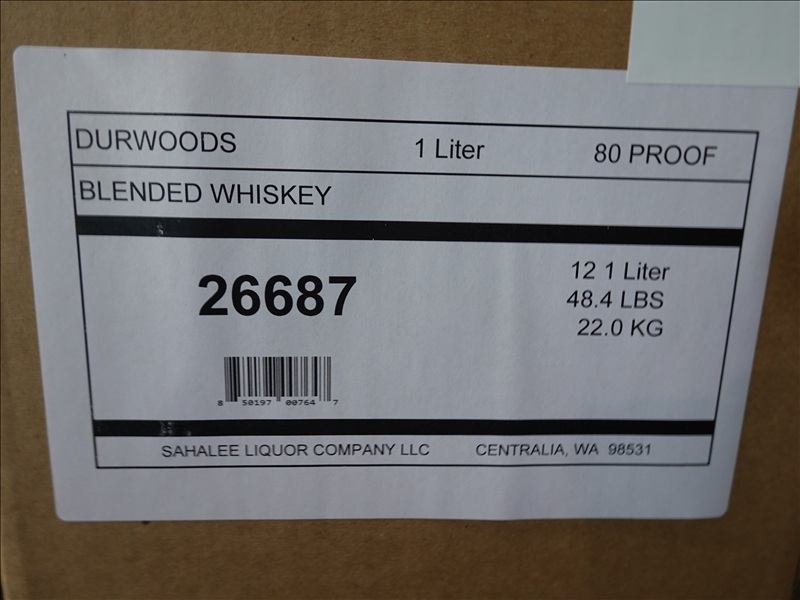 DURWOODS 1 Liter 80 PROOF
BLENDED WHISKEY
26687
12 1 Liter
48.4 LBS
22.0 KG
8 50197 00764 7
SAHALEE LIQUOR COMPANY LLC CENTRALIA, WA 98531